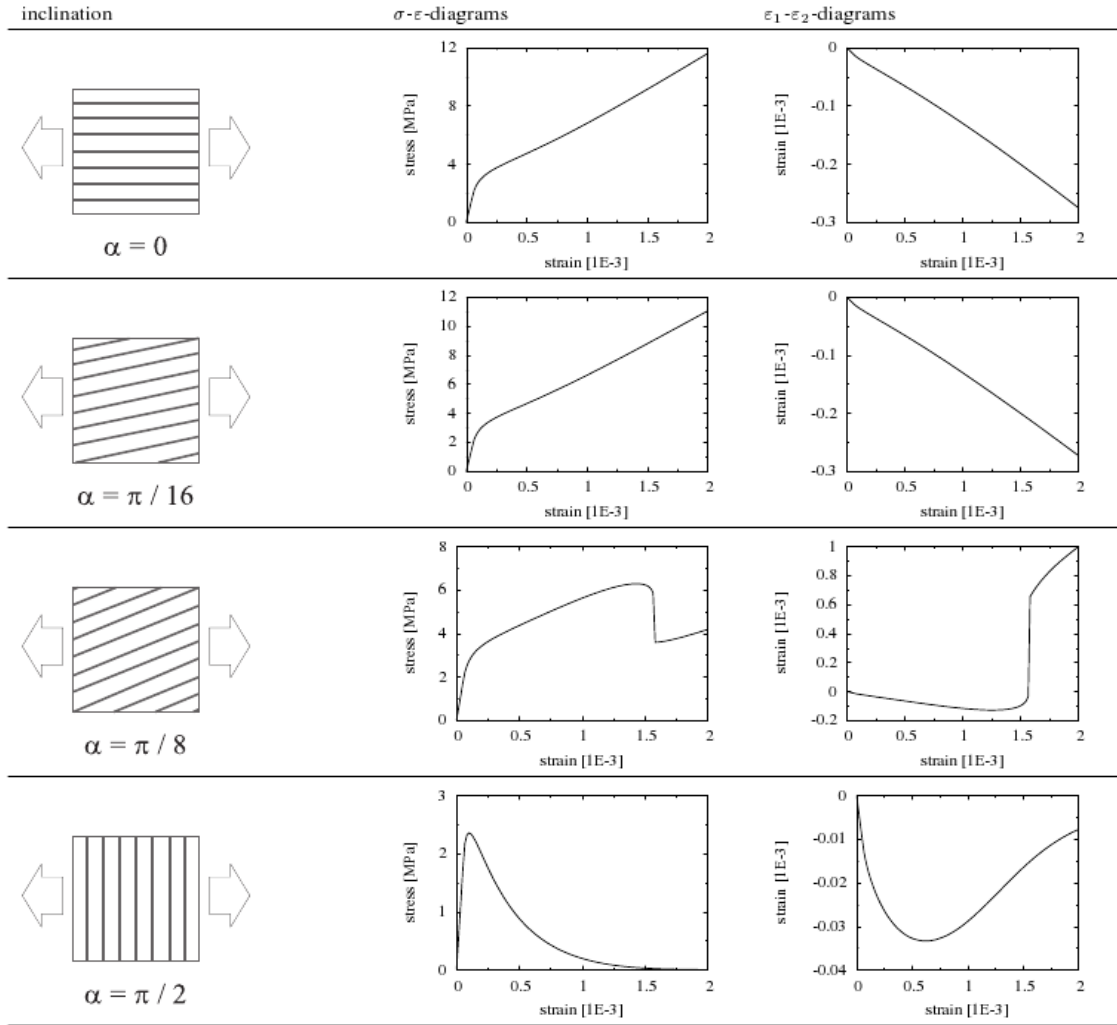 inclination σ-ε-diagrams ε1-ε2-diagrams
12
8
4
0
stress [MPa]
0 0.5 1 1.5 2
strain [1E-3]
0
-0.1
-0.2
-0.3
strain [1E-3]
0 0.5 1 1.5 2
strain [1E-3]
α = 0
12
10
8
6
4
2
0
stress [MPa]
0 0.5 1 1.5 2
strain [1E-3]
0
-0.1
-0.2
-0.3
strain [1E-3]
0 0.5 1 1.5 2
strain [1E-3]
α = π / 16
8
6
4
2
0
stress [MPa]
0 0.5 1 1.5 2
strain [1E-3]
1
0.8
0.6
0.4
0.2
0
-0.2
strain [1E-3]
0 0.5 1 1.5 2
strain [1E-3]
α = π / 8
3
2
1
0
stress [MPa]
0 0.5 1 1.5 2
strain [1E-3]
0
-0.01
-0.02
-0.03
-0.04
strain [1E-3]
0 0.5 1 1.5 2
strain [1E-3]
α = π / 2